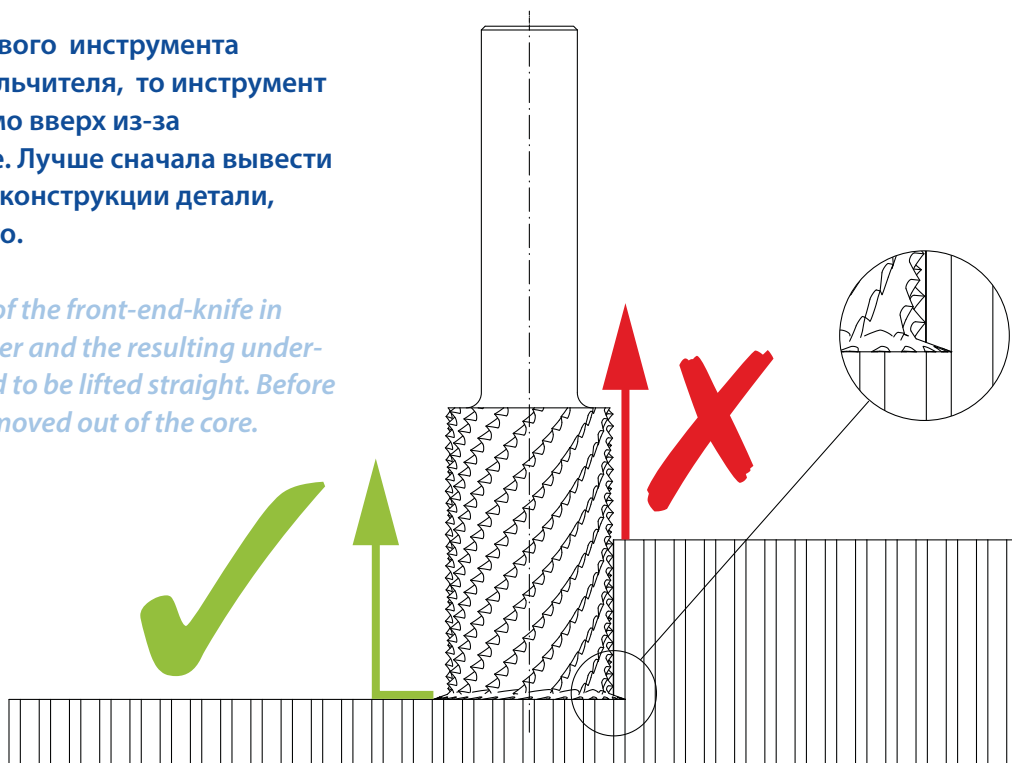 вого инструмента
льчителя, то инструмент
мо вверх из-за
е. Лучше сначала вывести
конструкции детали,
о.
of the front-end-knife in
er and the resulting under-
d to be lifted straight. Before
moved out of the core.